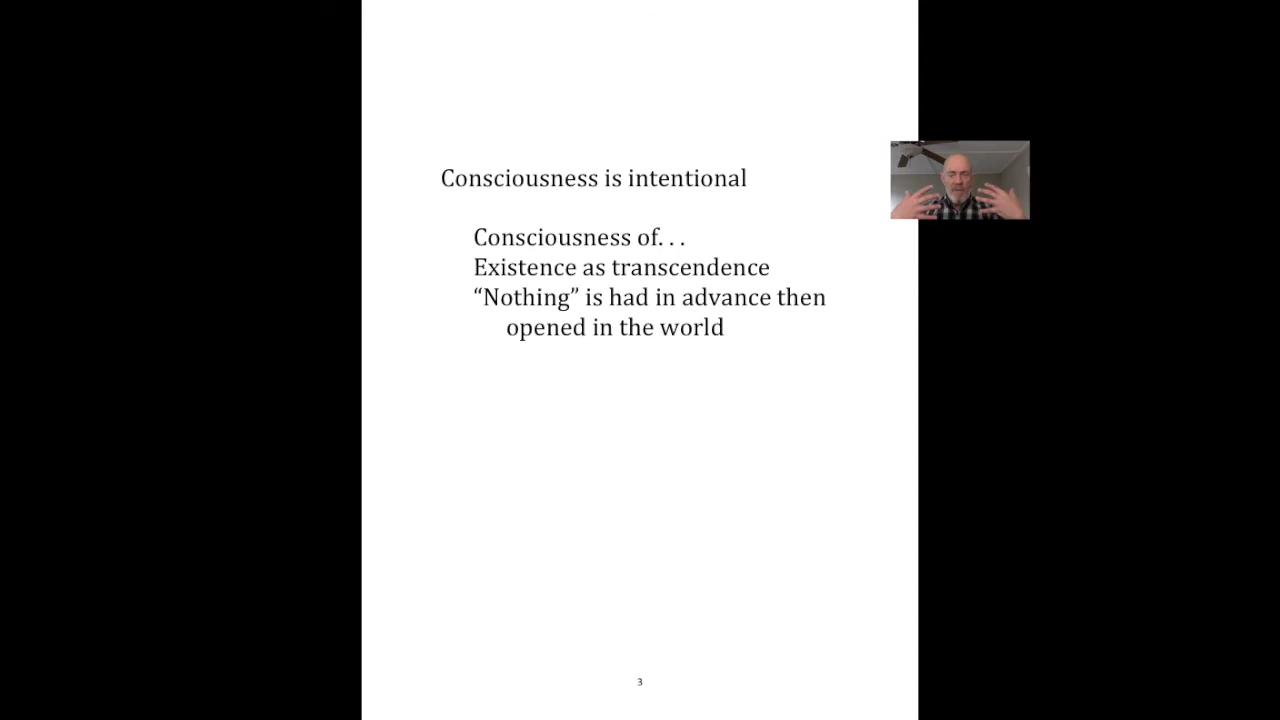 Consciousness is intentional
Consciousness of. . .
Existence as transcendence
“Nothing” is had in advance then
opened in the world
3